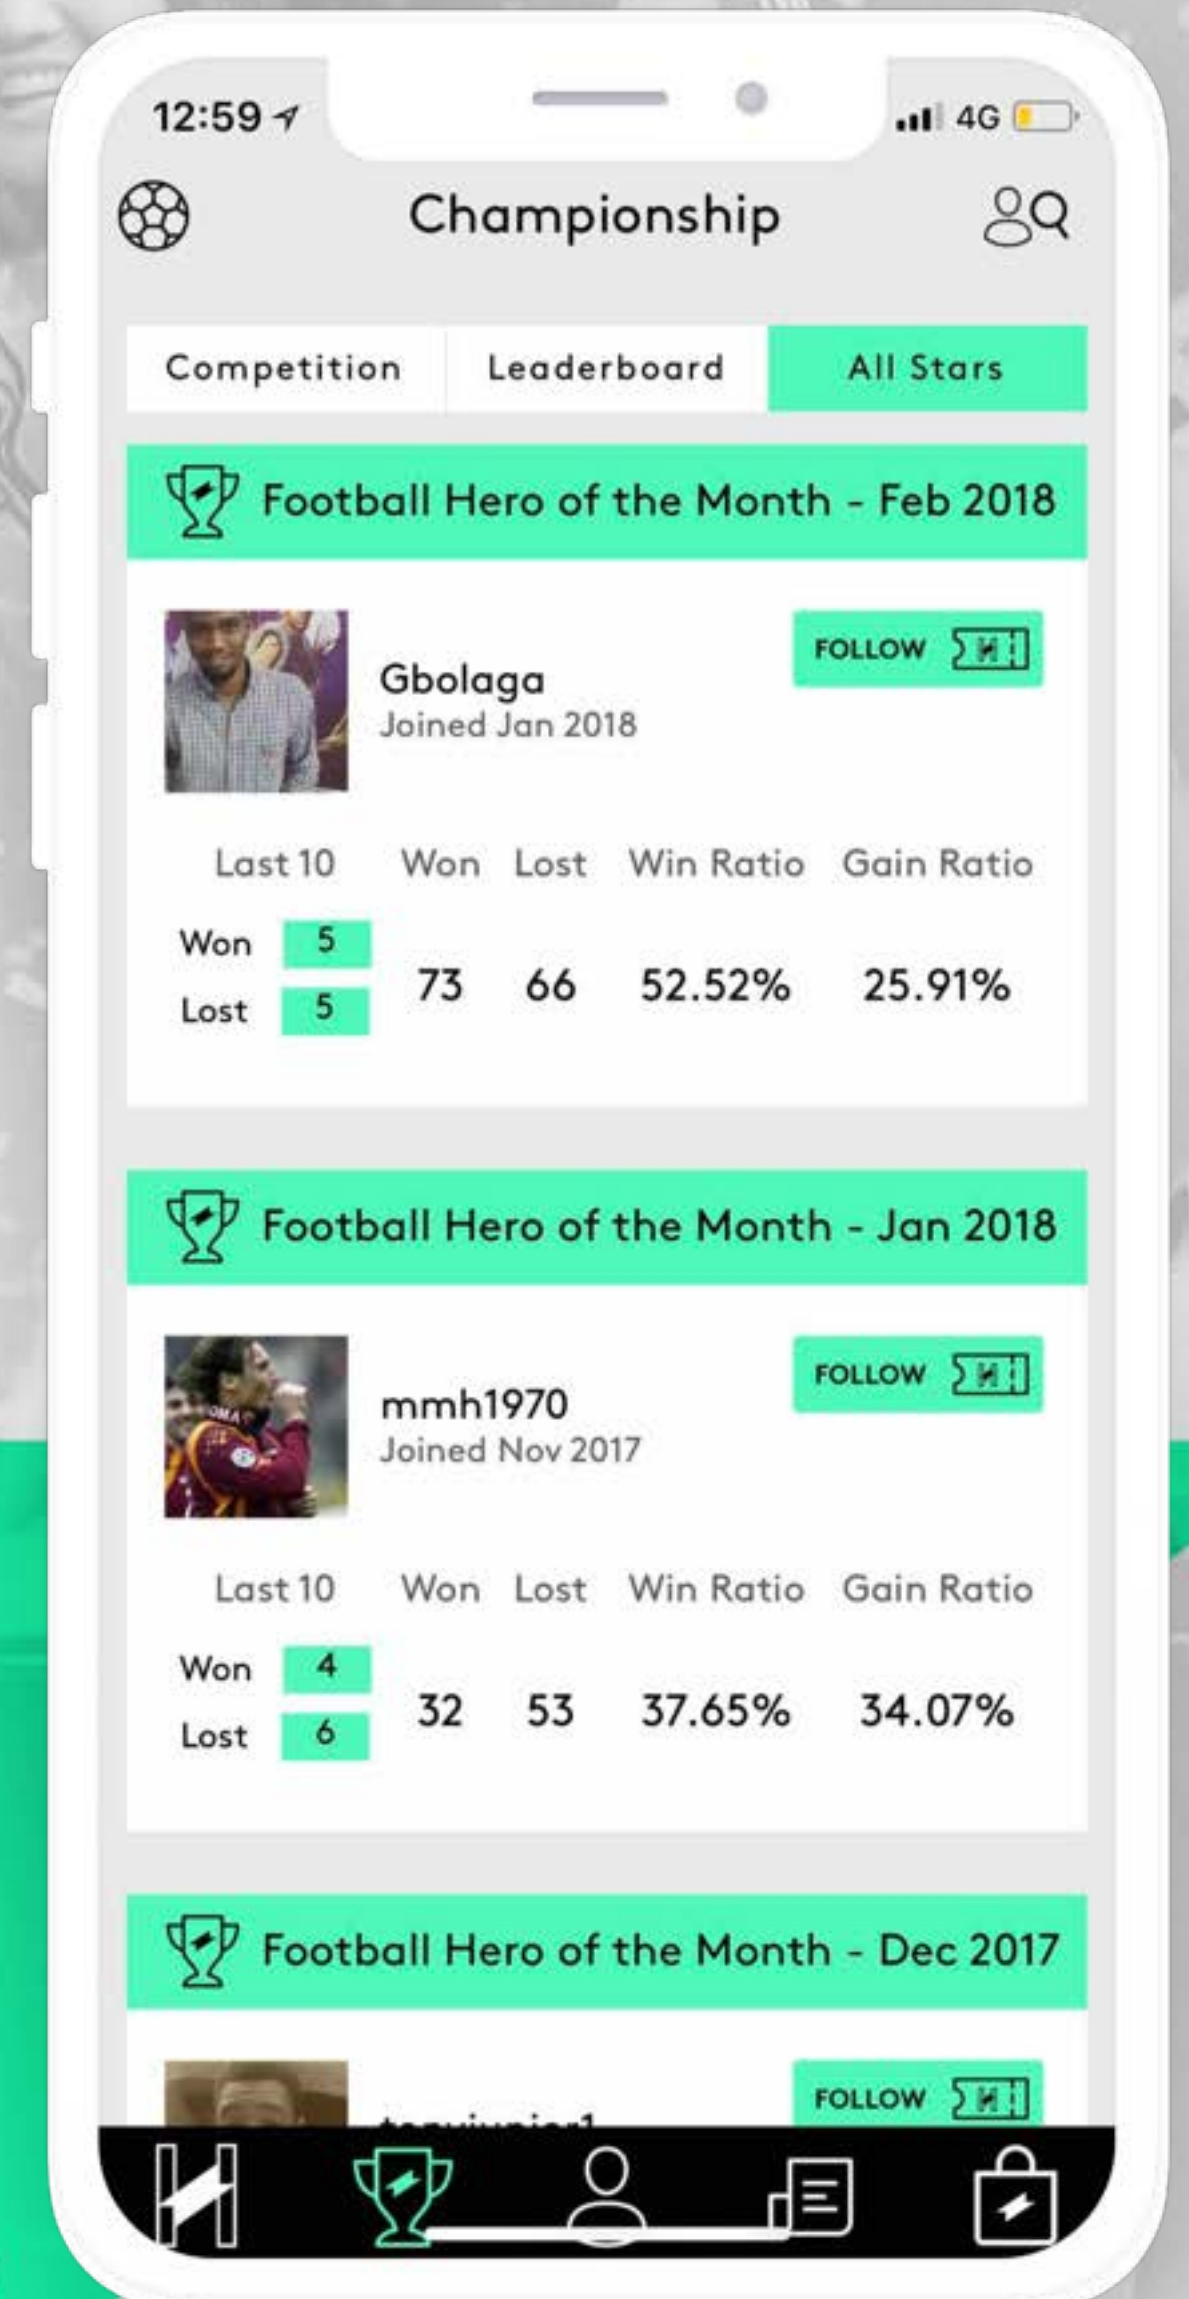 12:59 4G
Championship
Competition Leaderboard All Stars
Football Hero of the Month - Feb 2018
FOLLOW
Gbolaga
Joined Jan 2018
Last 10 Won Lost Win Ratio Gain Ratio
Won 5
73 66 52.52% 25.91%
Lost 5
Football Hero of the Month - Jan 2018
FOLLOW
mmh1970
Joined Nov 2017
Last 10 Won Lost Win Ratio Gain Ratio
Won 4
32 53 37.65% 34.07%
Lost 6
Football Hero of the Month - Dec 2017
FOLLOW